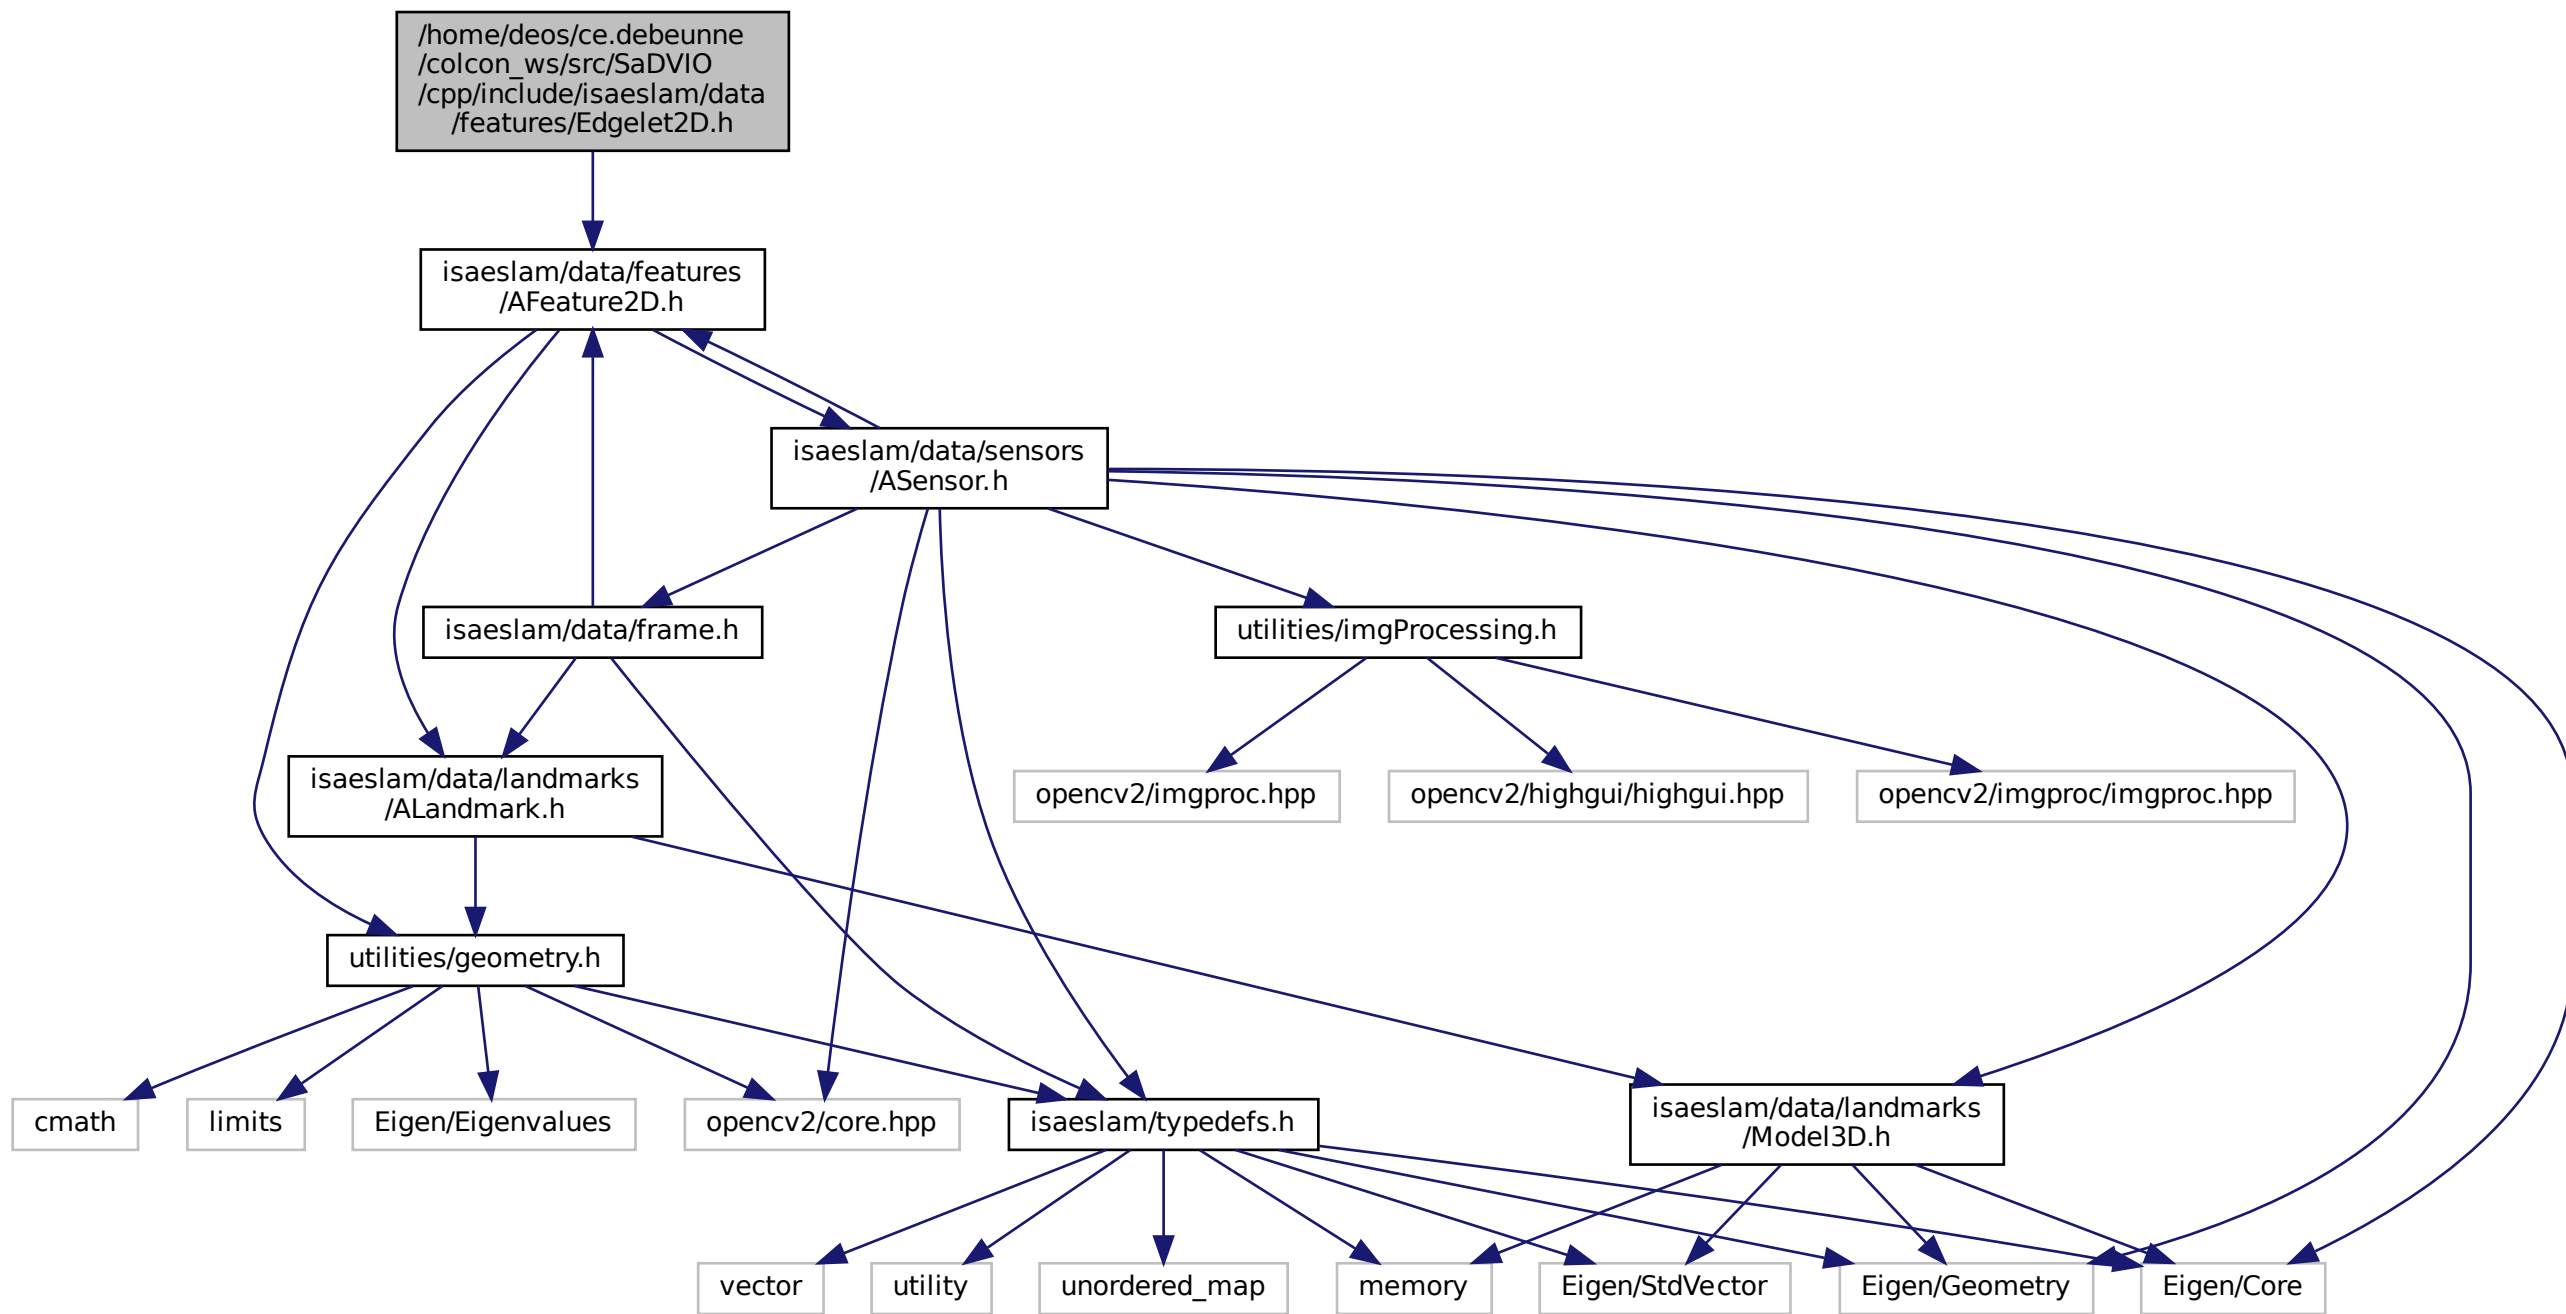 /home/deos/ce.debeunne
/colcon_ws/src/SaDVIO
/cpp/include/isaeslam/data
/features/Edgelet2D.h
isaeslam/data/features
/AFeature2D.h
isaeslam/data/sensors
/ASensor.h
isaeslam/data/frame.h
utilities/imgProcessing.h
isaeslam/data/landmarks
/ALandmark.h
opencv2/imgproc.hpp
opencv2/highgui/highgui.hpp
opencv2/imgproc/imgproc.hpp
utilities/geometry.h
cmath
limits
Eigen/Eigenvalues
opencv2/core.hpp
isaeslam/typedefs.h
isaeslam/data/landmarks
/Model3D.h
vector
utility
unordered_map
memory
Eigen/StdVector
Eigen/Geometry
Eigen/Core